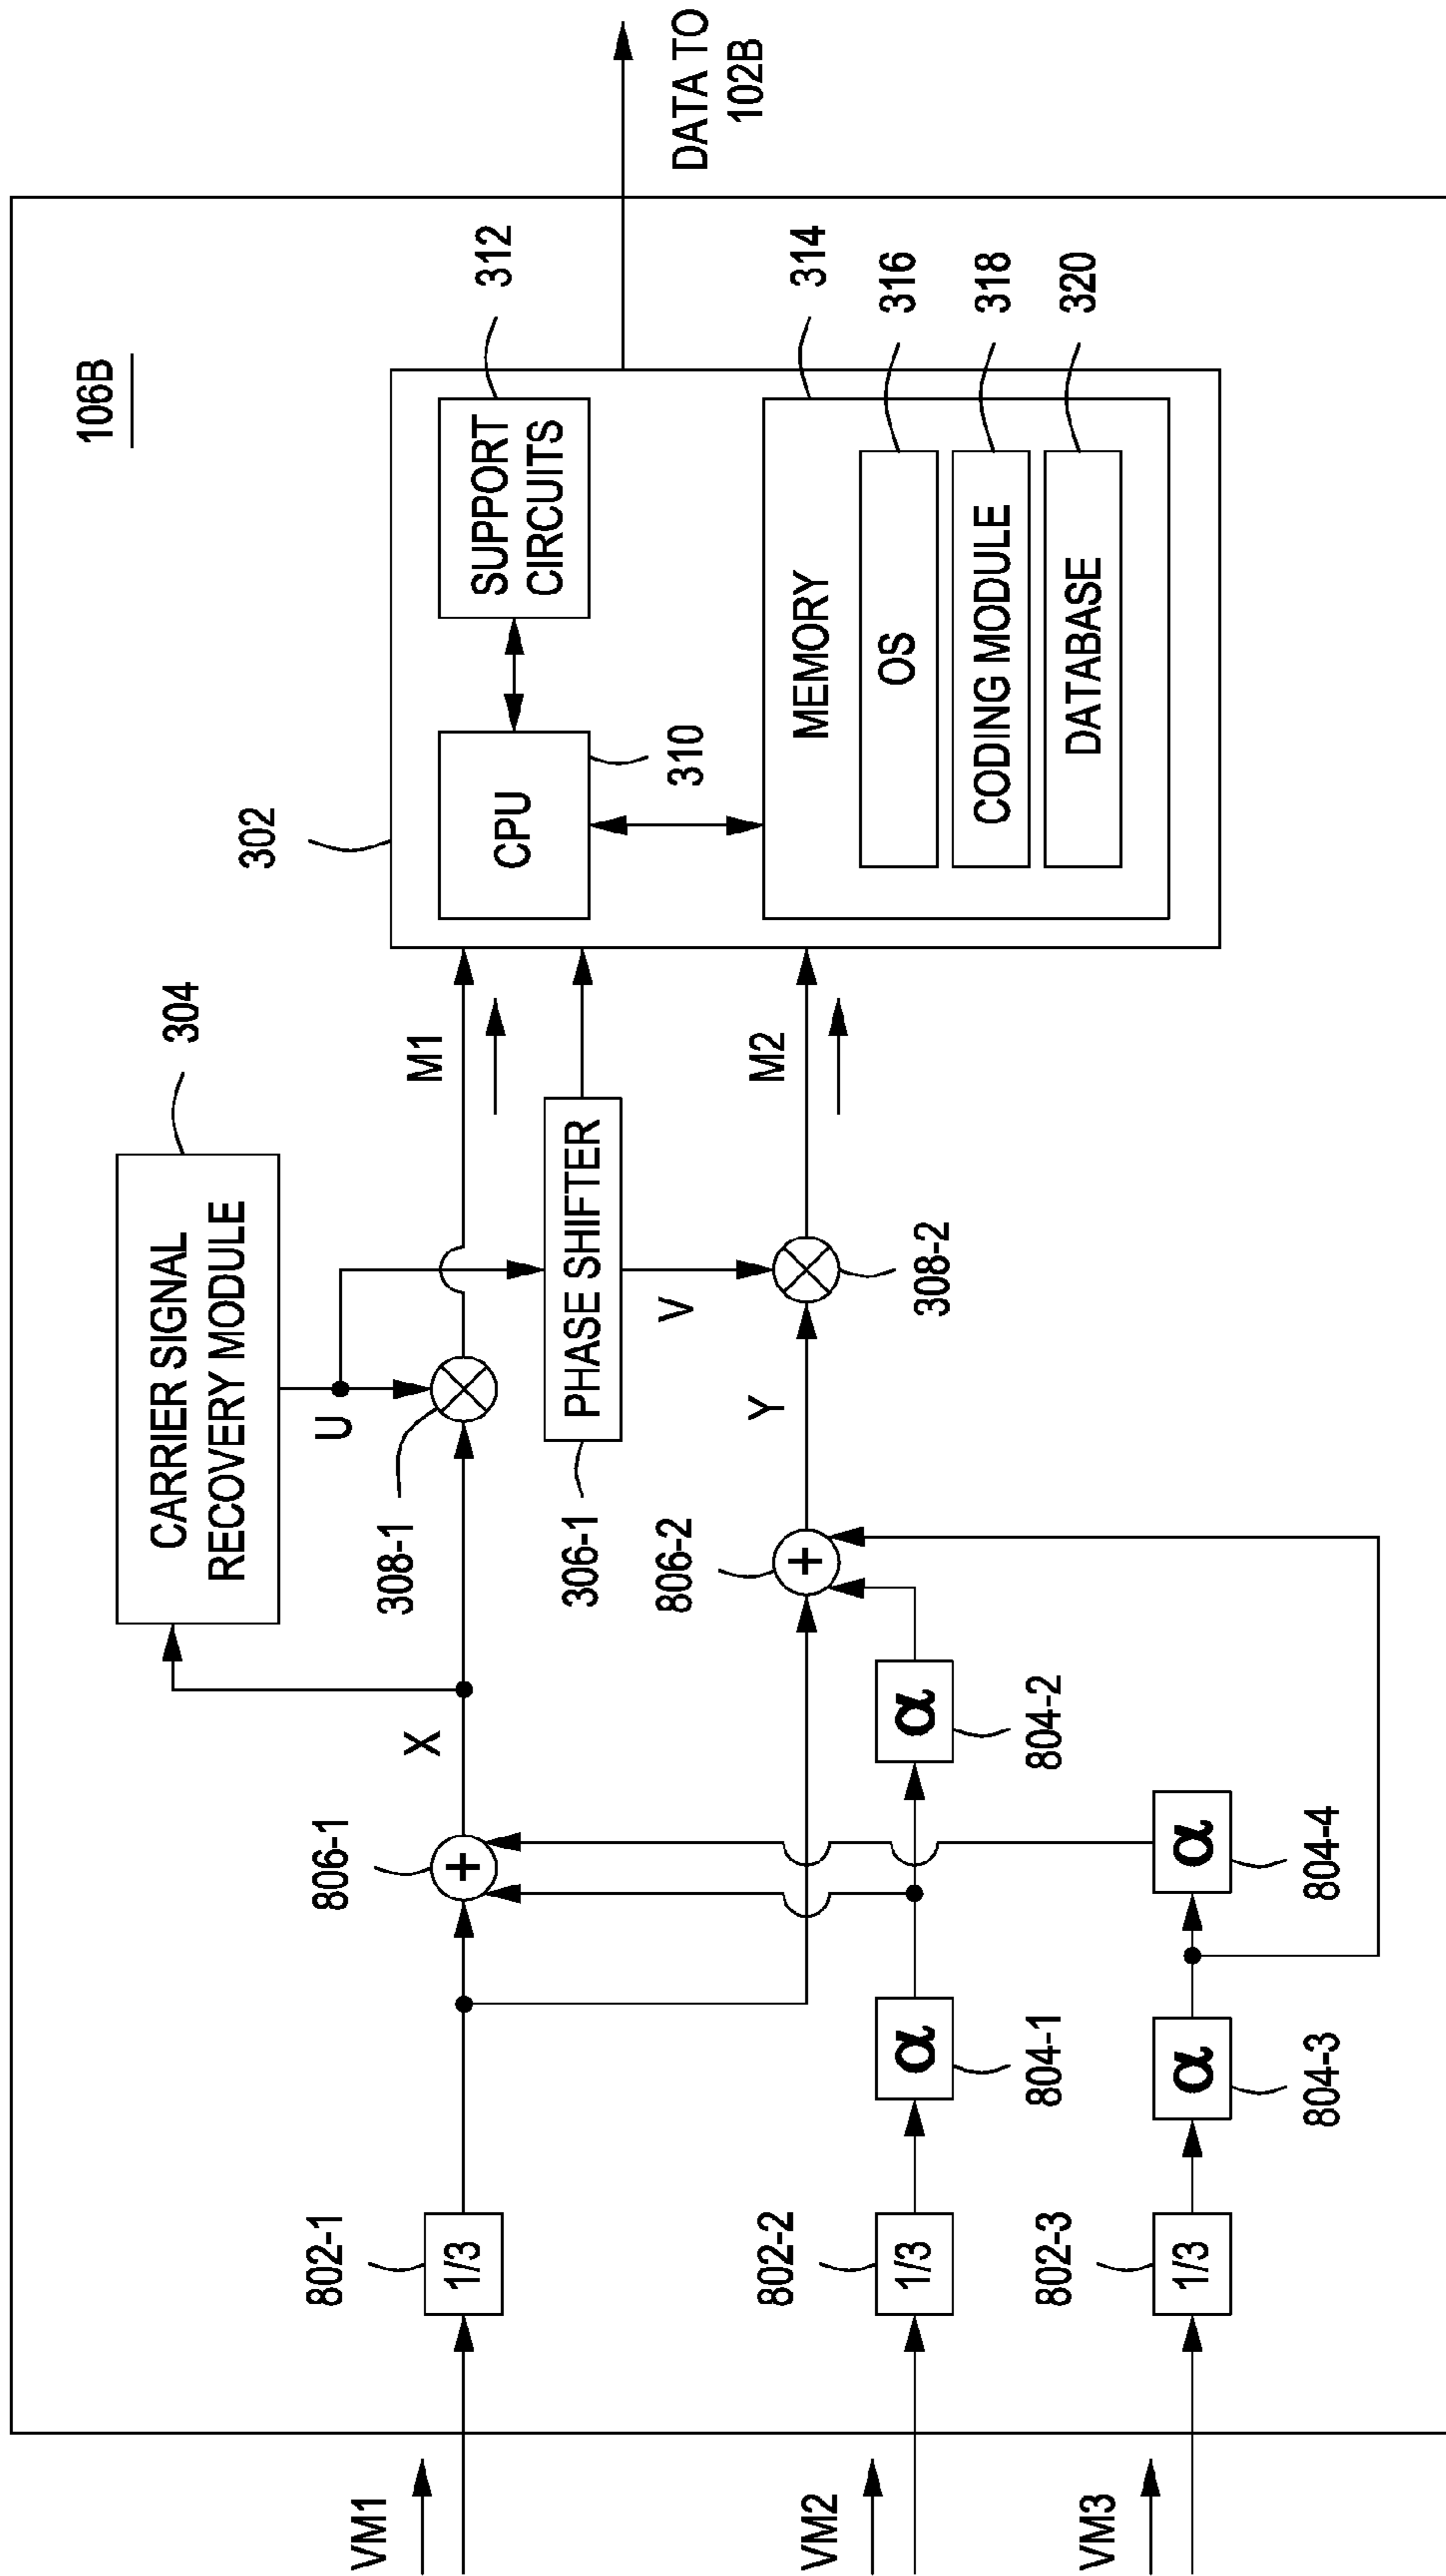 106B
304
CARRIER SIGNAL
RECOVERY MODULE
302
312
SUPPORT
CIRCUITS
CPU
310
314
MEMORY
316
OS
318
CODING MODULE
320
DATABASE
DATA TO
102B
VM1
802-1
1/3
806-1
+
X
U
308-1
M1
306-1
PHASE SHIFTER
V
806-2
+
Y
308-2
M2
VM2
802-2
1/3
α
804-1
α
804-2
VM3
802-3
1/3
α
804-3
α
804-4